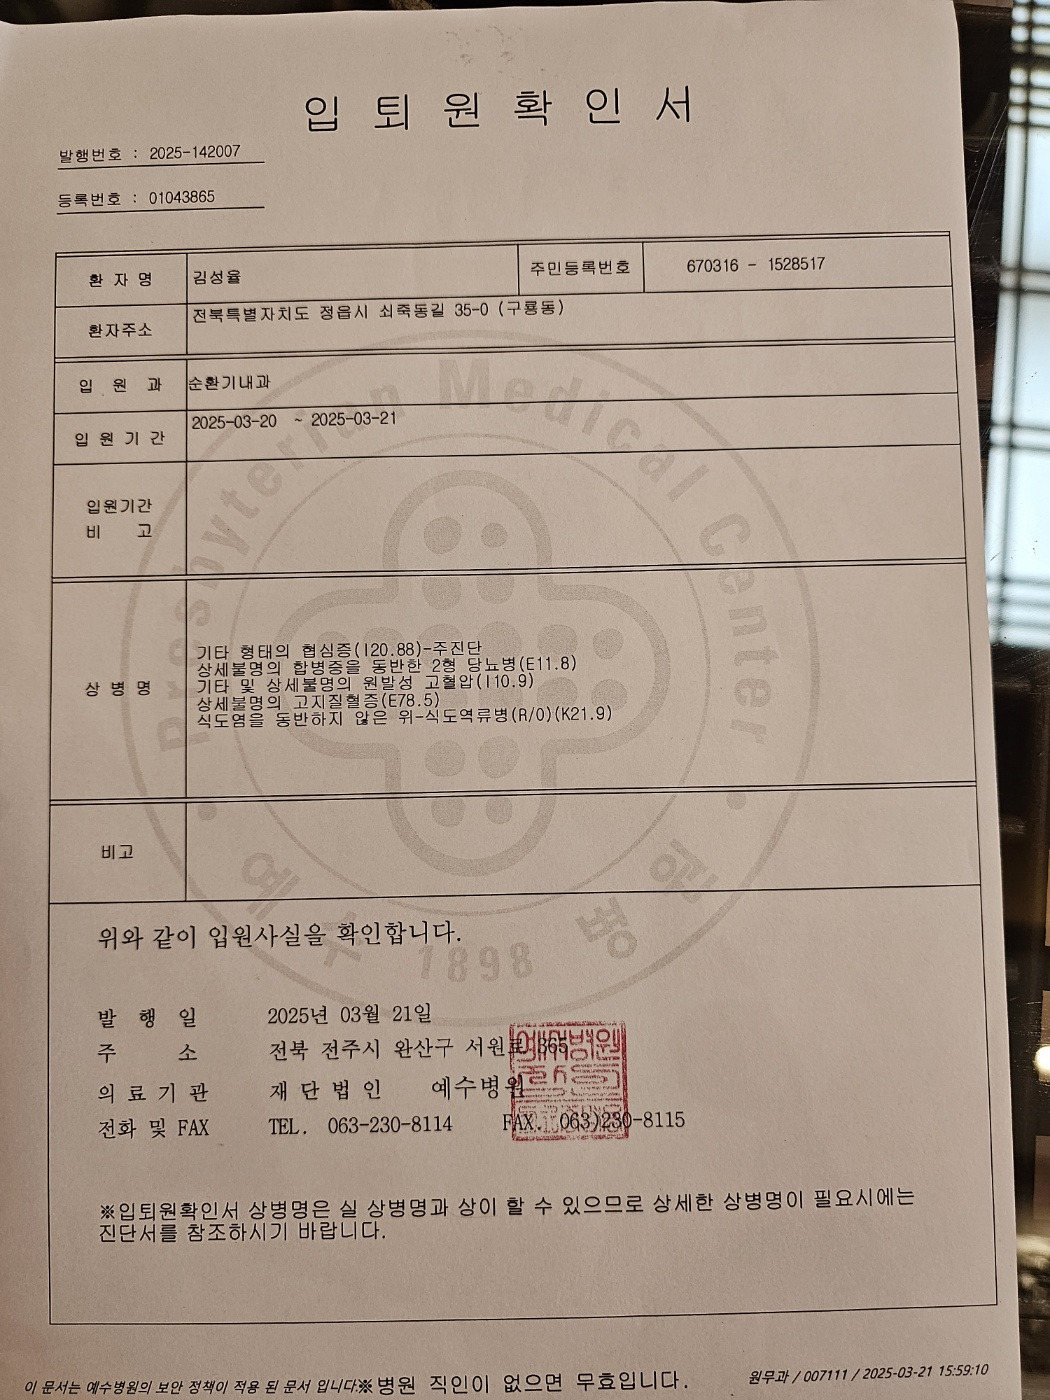 입 퇴 원 확 인 서
발행번호 : 2025-142007
등록번호 : 01043865
환 자 명 김성율 주민등록번호 670316 - 1528517
환자주소 전북특별자치도 정읍시 쇠죽동길 35-0 (구룡동)
입 원 과 순환기내과
입 원 기 간 2025-03-20 ~ 2025-03-21
입원기간
비 고
상 병 명
기타 형태의 협심증(I20.88)-주진단
상세불명의 합병증을 동반한 2형 당뇨병(E11.8)
기타 및 상세불명의 원발성 고혈압(I10.9)
상세불명의 고지질혈증(E78.5)
식도염을 동반하지 않은 위-식도역류병(R/0)(K21.9)
비고
Presbyterian Medical Center
예 수 병 원
1898
위와 같이 입원사실을 확인합니다.
발 행 일 2025년 03월 21일
주 소 전북 전주시 완산구 서원로 365
의 료 기 관 재 단 법 인 예수병원
전화 및 FAX TEL. 063-230-8114 FAX. 063)230-8115
※입퇴원확인서 상병명은 실 상병명과 상이 할 수 있으므로 상세한 상병명이 필요시에는
진단서를 참조하시기 바랍니다.
이 문서는 예수병원의 보안 정책이 적용 된 문서 입니다.※병원 직인이 없으면 무효입니다.
원무과 / 007111 / 2025-03-21 15:59:10